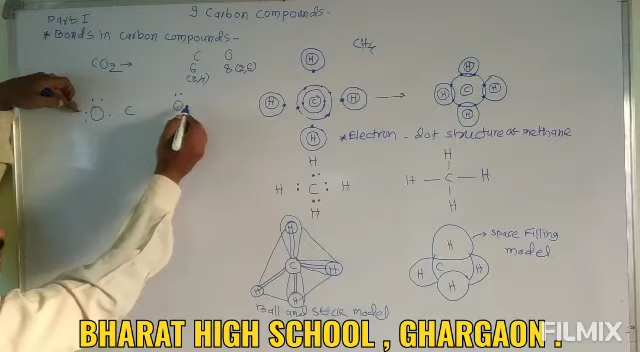 Part I
9 Carbon compounds-
* Bonds in Carbon compounds-
CO2 →
C O
6 8(2,6)
(2,4)
CH4
H
H C H
H
H
H C H
H
* Electron - dot structure of methane
O C O
H
H : C : H
H
H
H — C — H
H
H
C
H H
H
Ball and stick model
H
C
H H
H
→ space Filling
model
BHARAT HIGH SCHOOL , GHARGAON .
FILMIX